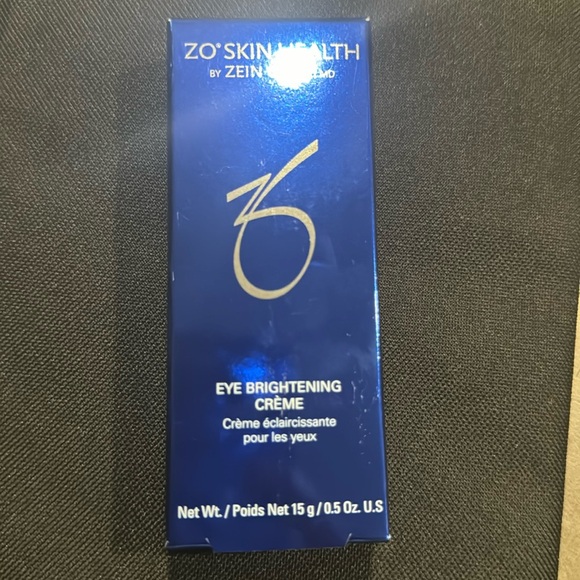 ZO® SKIN HEALTH
BY ZEIN MD
EYE BRIGHTENING
CRÈME
Crème éclaircissante
pour les yeux
Net Wt. / Poids Net 15 g / 0.5 Oz. U.S